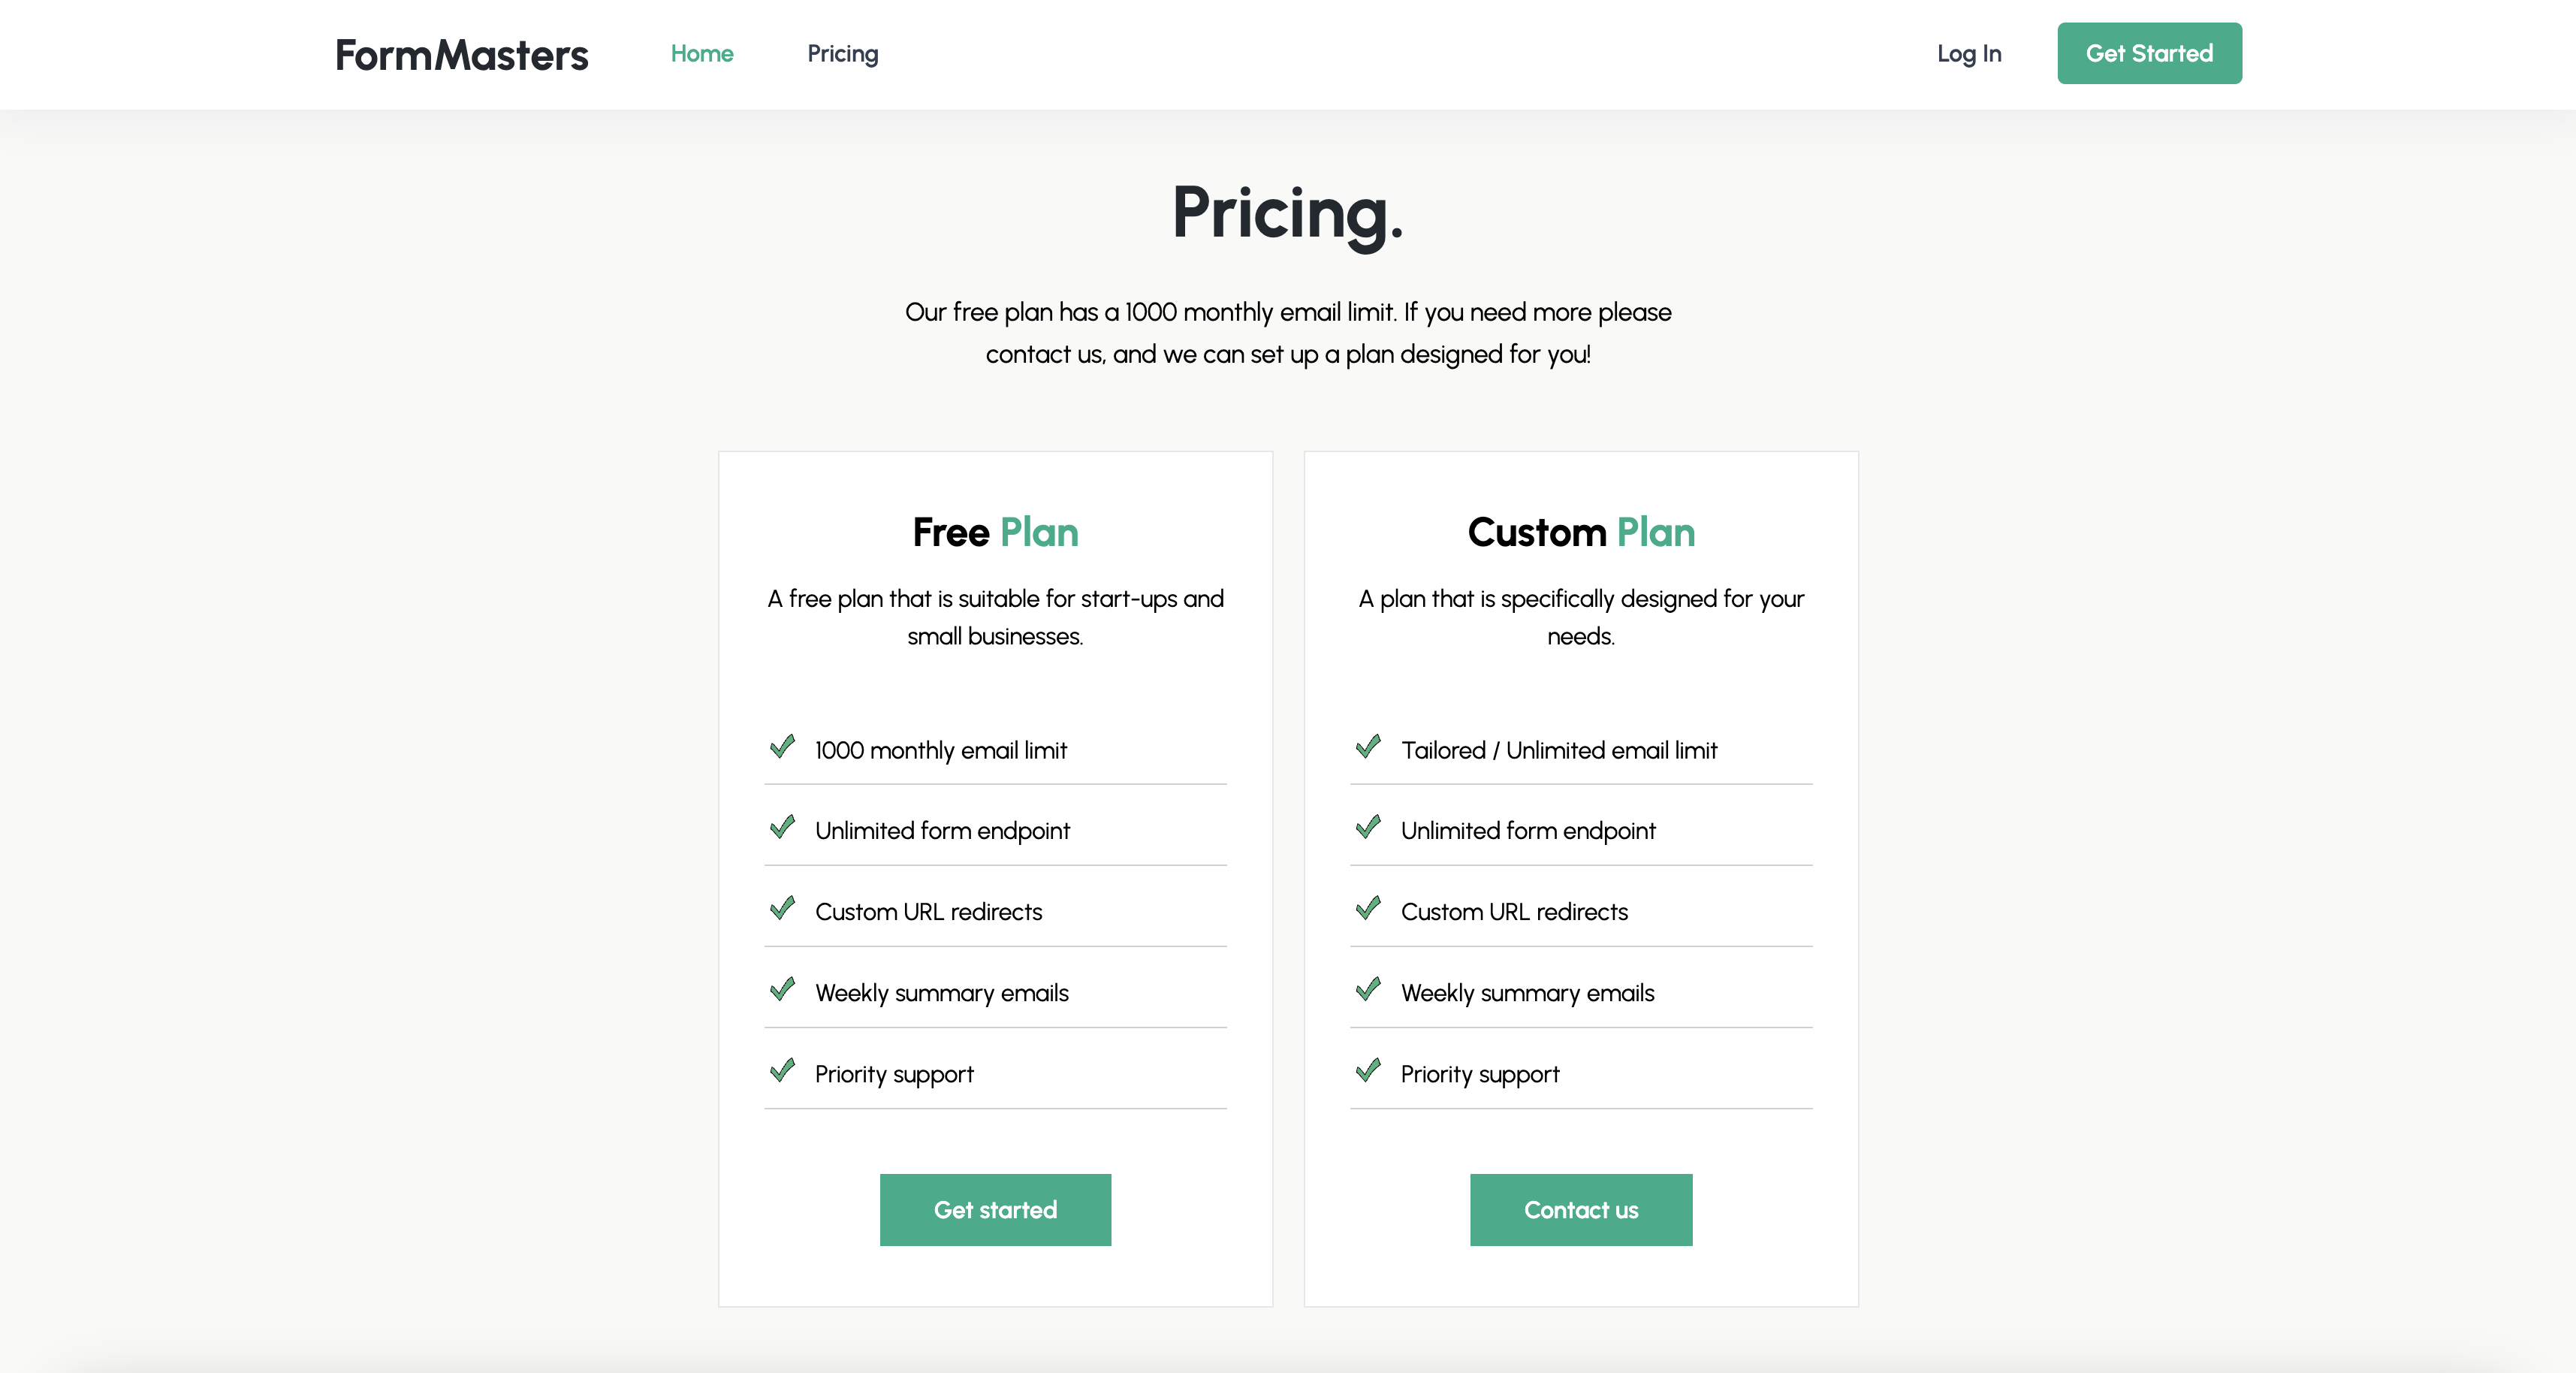 FormMasters
Home
Pricing
Log In
Get Started
Pricing.
Our free plan has a 1000 monthly email limit. If you need more please
contact us, and we can set up a plan designed for you!
Free Plan
A free plan that is suitable for start-ups and
small businesses.
1000 monthly email limit
Unlimited form endpoint
Custom URL redirects
Weekly summary emails
Priority support
Get started
Custom Plan
A plan that is specifically designed for your
needs.
Tailored / Unlimited email limit
Unlimited form endpoint
Custom URL redirects
Weekly summary emails
Priority support
Contact us